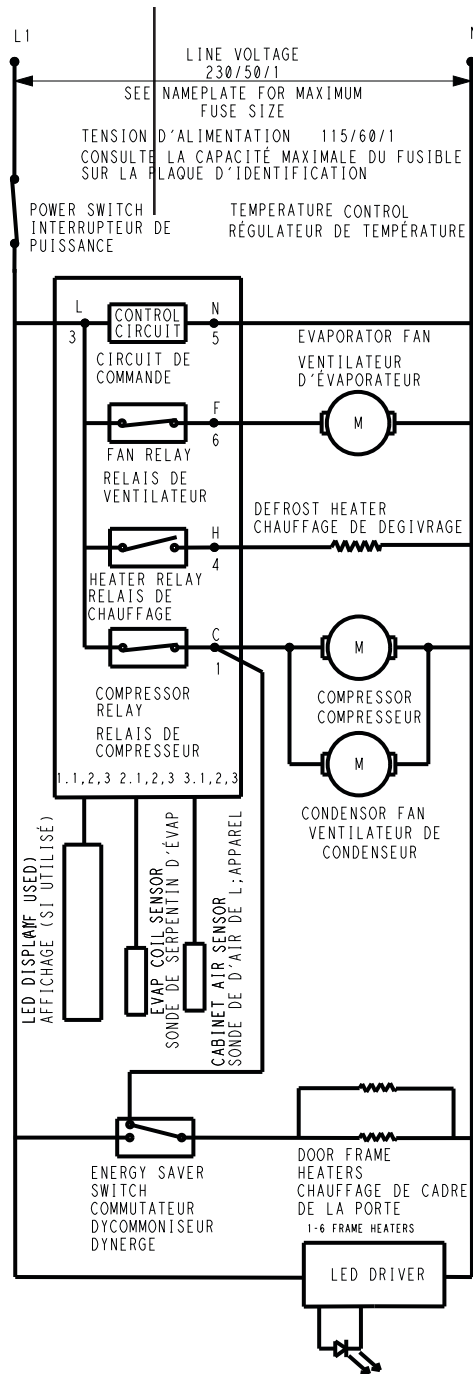 L1
N
LINE VOLTAGE
230/50/1
SEE NAMEPLATE FOR MAXIMUM
FUSE SIZE
TENSION D'ALIMENTATION 115/60/1
CONSULTE LA CAPACITÉ MAXIMALE DU FUSIBLE
SUR LA PLAQUE D'IDENTIFICATION
POWER SWITCH
INTERRUPTEUR DE
PUISSANCE
TEMPERATURE CONTROL
RÉGULATEUR DE TEMPÉRATURE
L
3
CONTROL
CIRCUIT
N
5
CIRCUIT DE
COMMANDE
EVAPORATOR FAN
VENTILATEUR
D'ÉVAPORATEUR
F
6
M
FAN RELAY
RELAIS DE
VENTILATEUR
DEFROST HEATER
CHAUFFAGE DE DEGIVRAGE
H
4
HEATER RELAY
RELAIS DE
CHAUFFAGE
C
1
M
COMPRESSOR
RELAY
RELAIS DE
COMPRESSEUR
COMPRESSOR
COMPRESSEUR
M
CONDENSOR FAN
VENTILATEUR DE
CONDENSEUR
1.1,2,3 2.1,2,3 3.1,2,3
LED DISPLAY(IF USED)
AFFICHAGE (SI UTILISÉ)
EVAP COIL SENSOR
SONDE DE SERPENTIN D'ÉVAP
CABINET AIR SENSOR
SONDE DE D'AIR DE L;APPAREL
ENERGY SAVER
SWITCH
COMMUTATEUR
DYCOMMONISEUR
DYNERGE
DOOR FRAME
HEATERS
CHAUFFAGE DE CADRE
DE LA PORTE
1-6 FRAME HEATERS
LED DRIVER